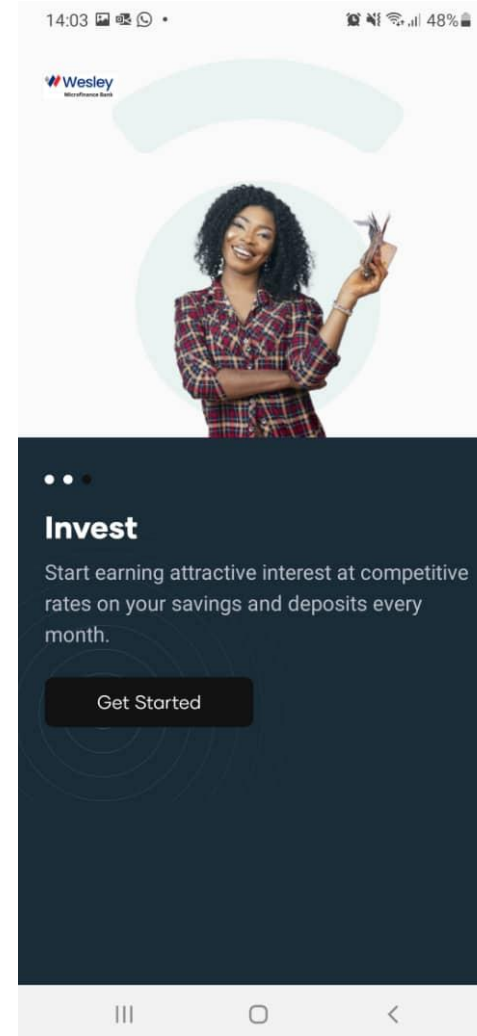 14:03
48%
Wesley
Microfinance Bank
Invest
Start earning attractive interest at competitive
rates on your savings and deposits every
month.
Get Started